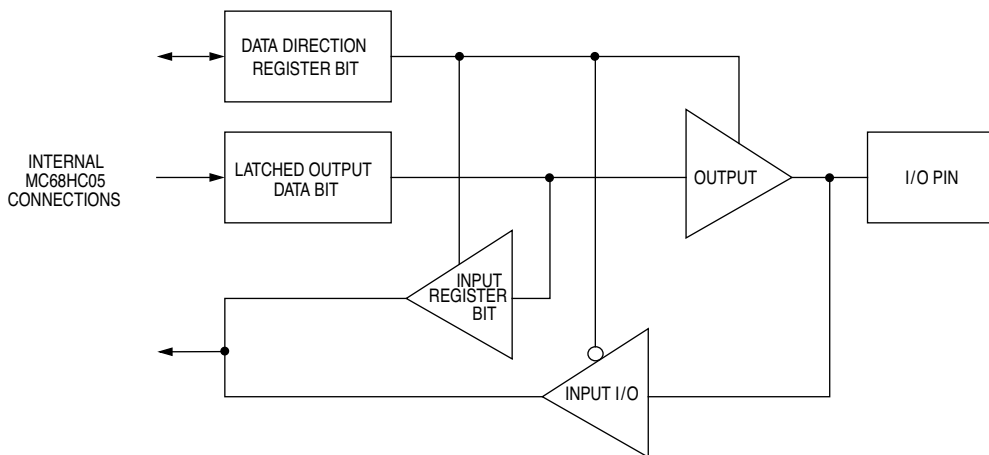 DATA DIRECTION
REGISTER BIT
INTERNAL
MC68HC05
CONNECTIONS
LATCHED OUTPUT
DATA BIT
OUTPUT
I/O PIN
INPUT
REGISTER
BIT
INPUT I/O